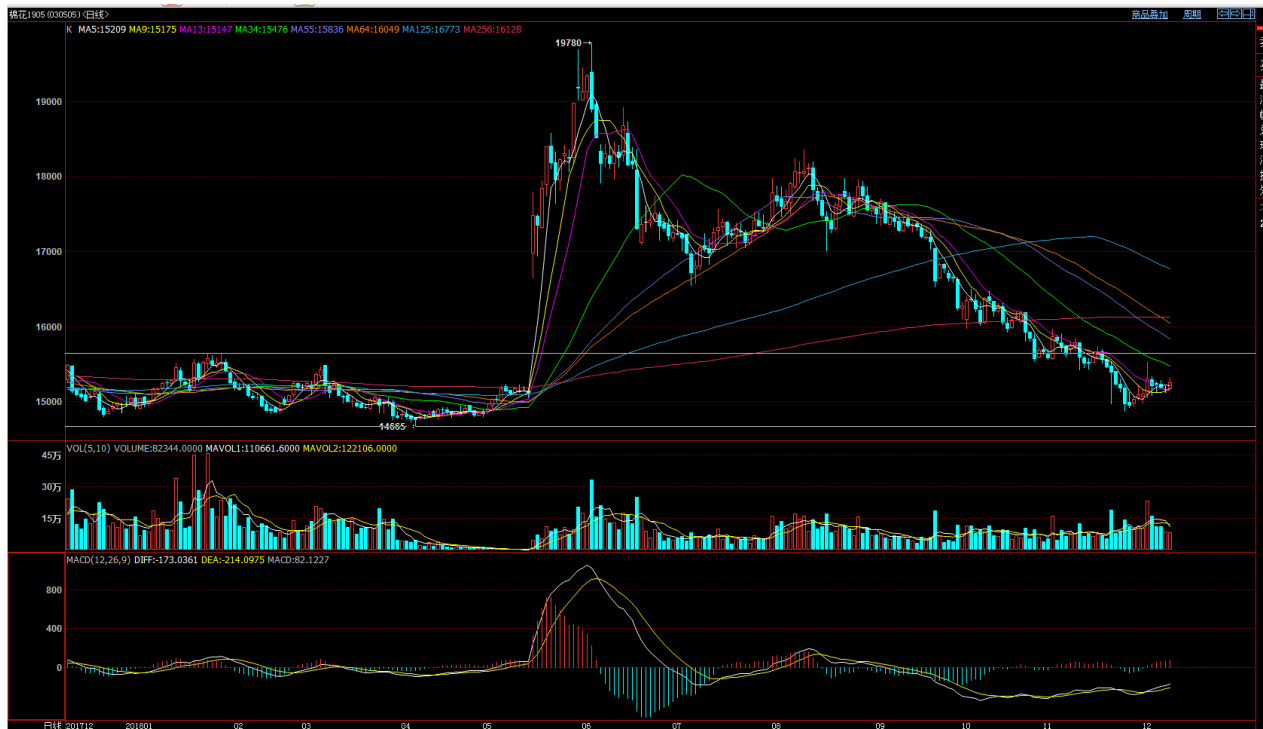 棉花1905(030505)<日线> 商品叠加 周期
K MA5:15209 MA9:15175 MA13:15147 MA34:15476 MA55:15836 MA64:16049 MA125:16773 MA256:16128
19780
19000
18000
17000
16000
15000
14665
VOL(5,10) VOLUME:82344.0000 MAVOL1:110661.6000 MAVOL2:122106.0000
45万
30万
15万
MACD(12,26,9) DIFF:-173.0361 DEA:-214.0975 MACD:82.1227
800
400
0
日线 201712 201801 02 03 04 05 06 07 08 09 10 11 12